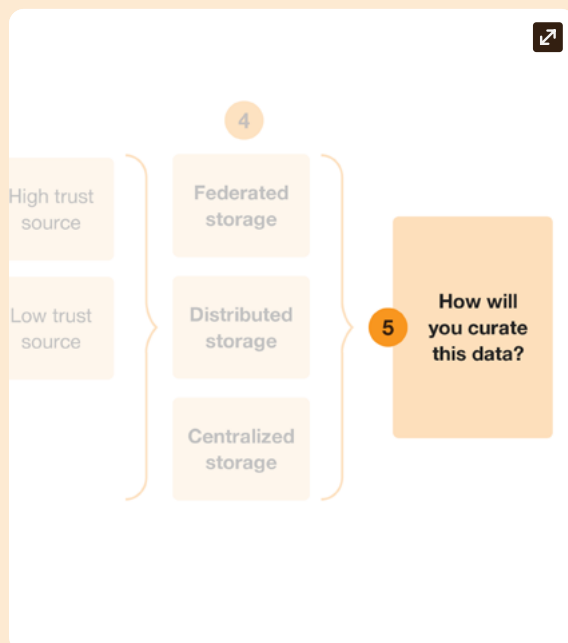 4
High trust
source
Low trust
source
Federated
storage
Distributed
storage
Centralized
storage
5
How will
you curate
this data?